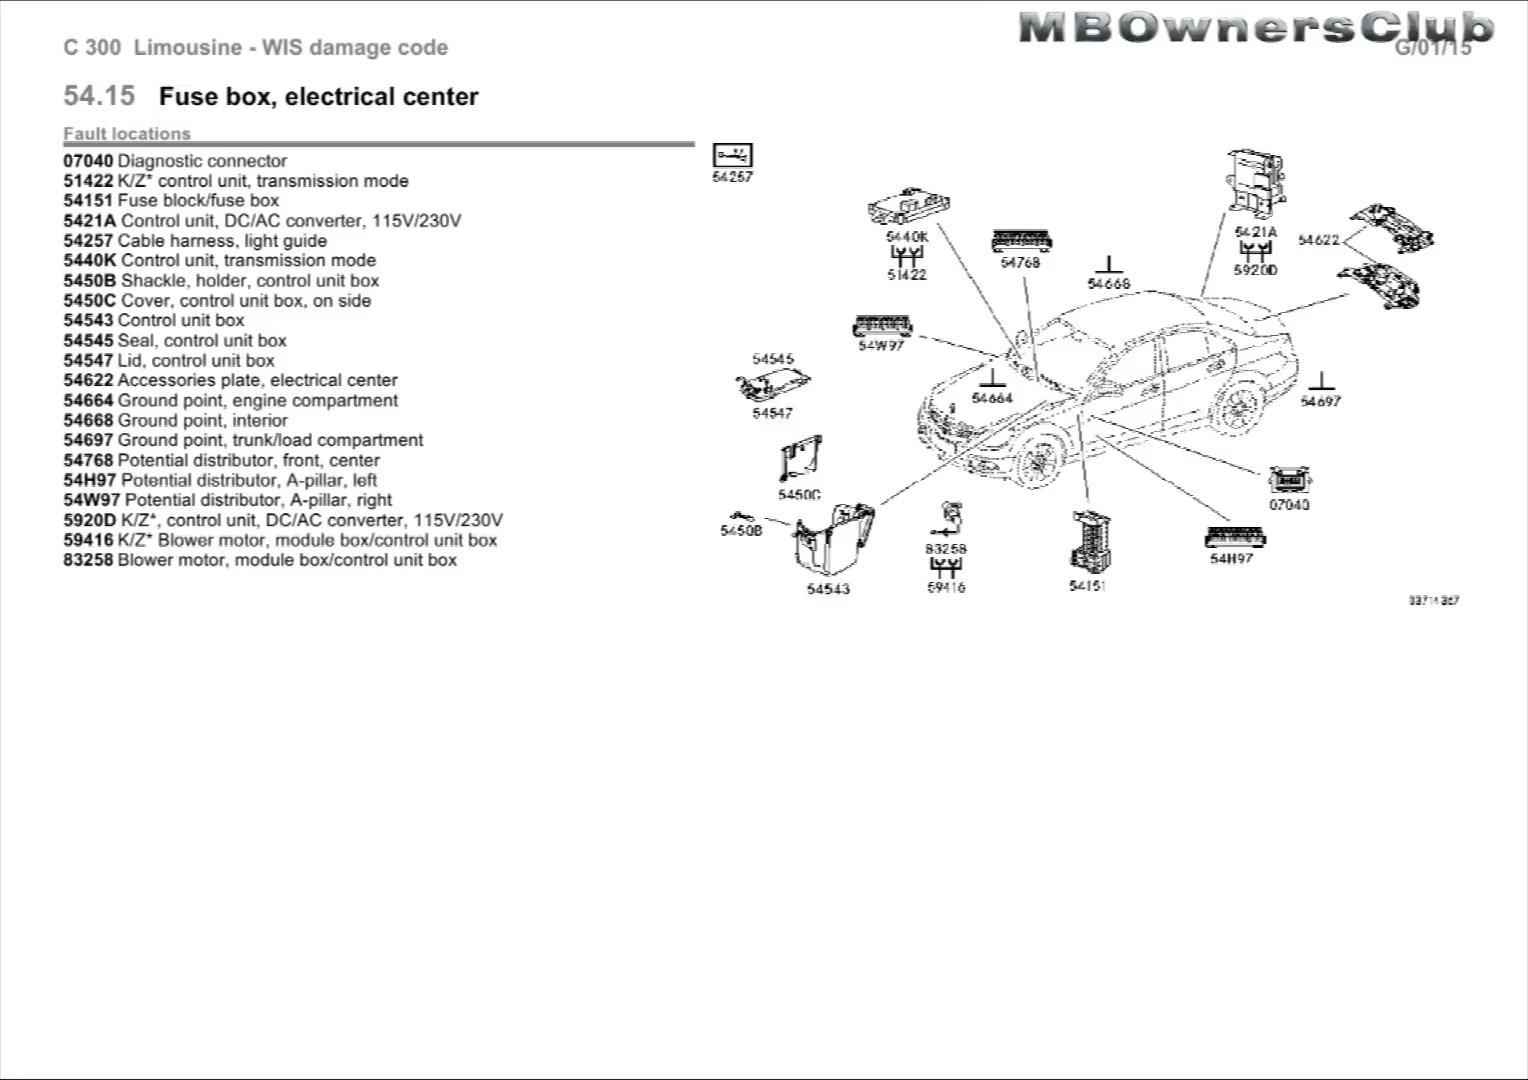 MBOwnersClub
C 300 Limousine - WIS damage code
G/01/15
54.15 Fuse box, electrical center
Fault locations
07040 Diagnostic connector
51422 K/Z* control unit, transmission mode
54151 Fuse block/fuse box
5421A Control unit, DC/AC converter, 115V/230V
54257 Cable harness, light guide
5440K Control unit, transmission mode
5450B Shackle, holder, control unit box
5450C Cover, control unit box, on side
54543 Control unit box
54545 Seal, control unit box
54547 Lid, control unit box
54622 Accessories plate, electrical center
54664 Ground point, engine compartment
54668 Ground point, interior
54697 Ground point, trunk/load compartment
54768 Potential distributor, front, center
54H97 Potential distributor, A-pillar, left
54W97 Potential distributor, A-pillar, right
5920D K/Z*, control unit, DC/AC converter, 115V/230V
59416 K/Z* Blower motor, module box/control unit box
83258 Blower motor, module box/control unit box
54257
5440K
51422
54768
54668
5421A
5920D
54622
54W97
54545
54547
54664
54697
5450C
5450B
54543
83258
59416
54151
54H97
07040